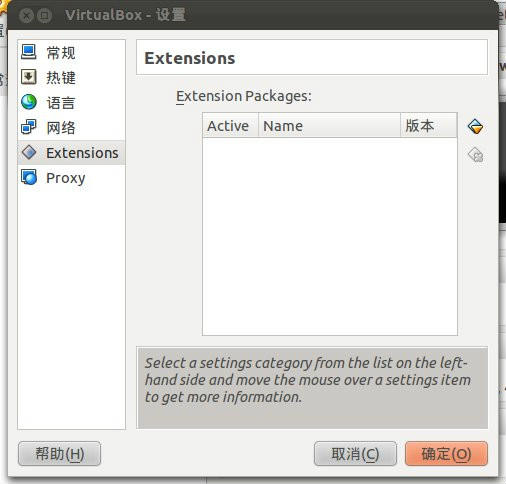 VirtualBox - 设置
常规
热键
语言
网络
Extensions
Proxy
Extensions
Extension Packages:
Active Name 版本
Select a settings category from the list on the left-
hand side and move the mouse over a settings item
to get more information.
帮助(H) 取消(C) 确定(O)